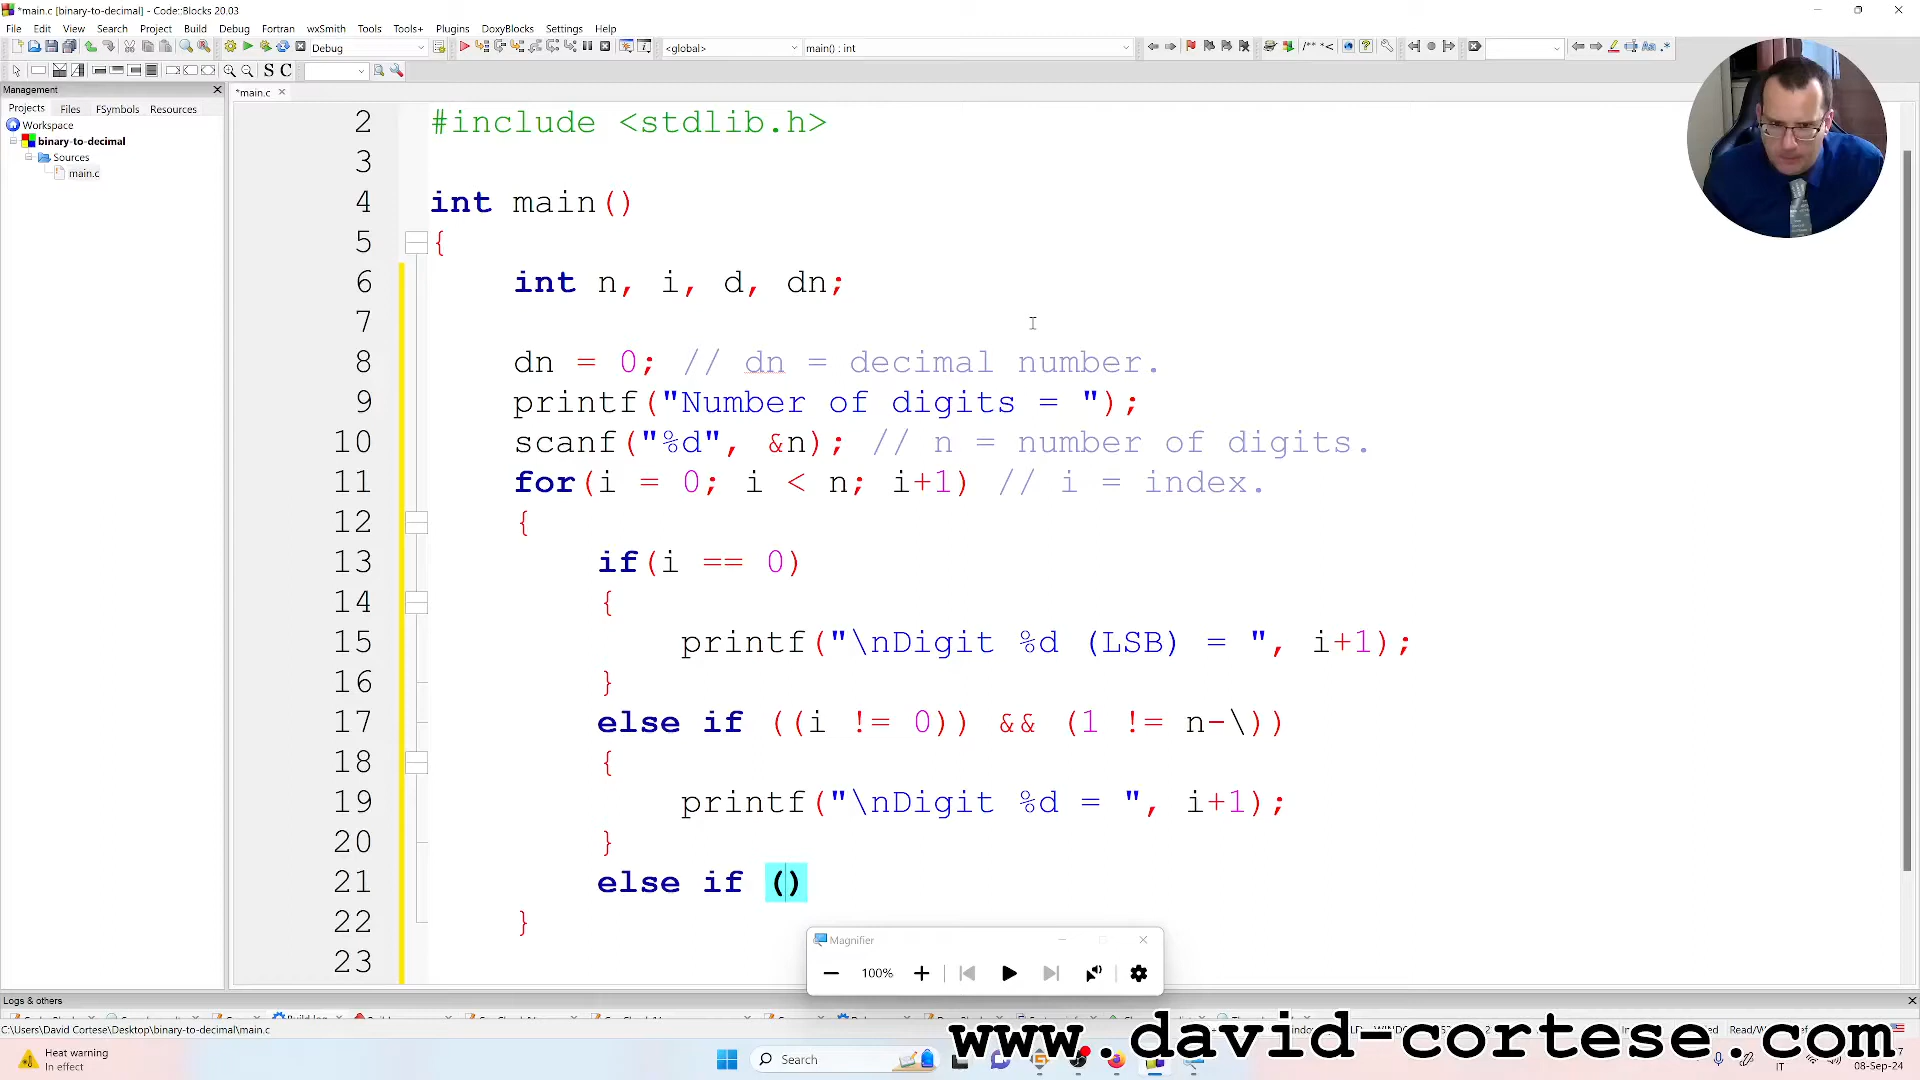 *main.c [binary-to-decimal] - Code::Blocks 20.03
File Edit View Search Project Build Debug Fortran wxSmith Tools Tools+ Plugins DoxyBlocks Settings Help
Debug <global> main() : int
S C
Management
Projects Files FSymbols Resources
Workspace
binary-to-decimal
Sources
main.c
*main.c
2 #include <stdlib.h>
3
4 int main()
5 {
6 int n, i, d, dn;
7
8 dn = 0; // dn = decimal number.
9 printf("Number of digits = ");
10 scanf("%d", &n); // n = number of digits.
11 for(i = 0; i < n; i+1) // i = index.
12 {
13 if(i == 0)
14 {
15 printf("\nDigit %d (LSB) = ", i+1);
16 }
17 else if ((i != 0)) && (1 != n-\))
18 {
19 printf("\nDigit %d = ", i+1);
20 }
21 else if ()
22 }
23
Magnifier
100%
Logs & others
C:\Users\David Cortese\Desktop\binary-to-decimal\main.c
www.david-cortese.com
Heat warning
In effect
Search
IT
08-Sep-24